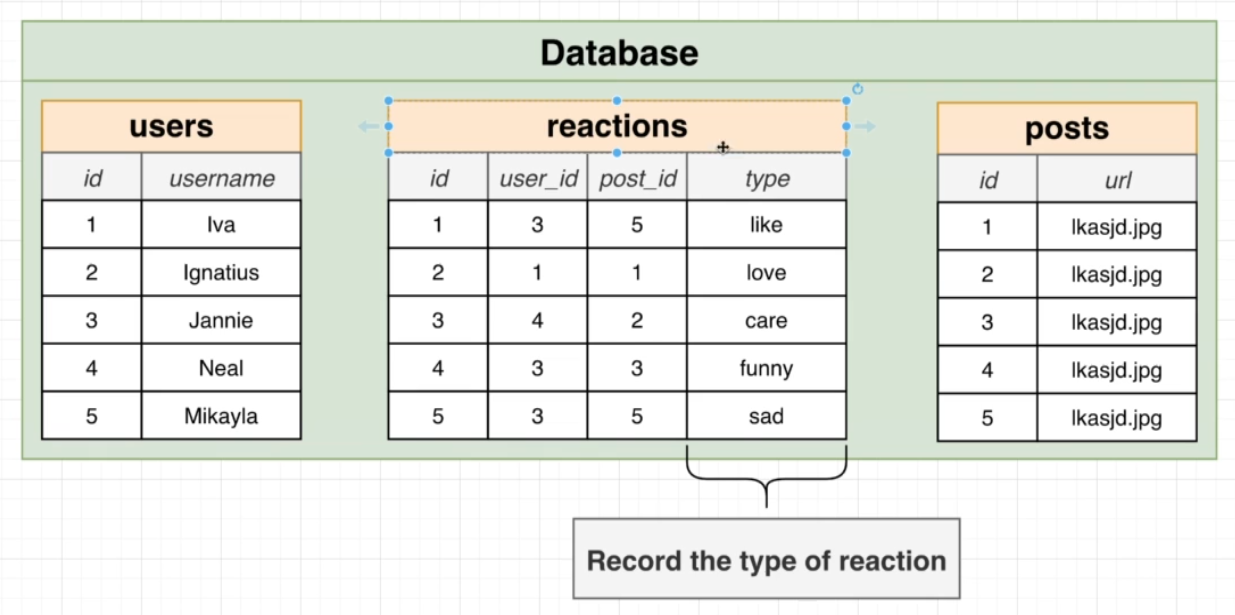 Database
users
id username
1 Iva
2 Ignatius
3 Jannie
4 Neal
5 Mikayla
reactions
id user_id post_id type
1 3 5 like
2 1 1 love
3 4 2 care
4 3 3 funny
5 3 5 sad
posts
id url
1 lkasjd.jpg
2 lkasjd.jpg
3 lkasjd.jpg
4 lkasjd.jpg
5 lkasjd.jpg
Record the type of reaction